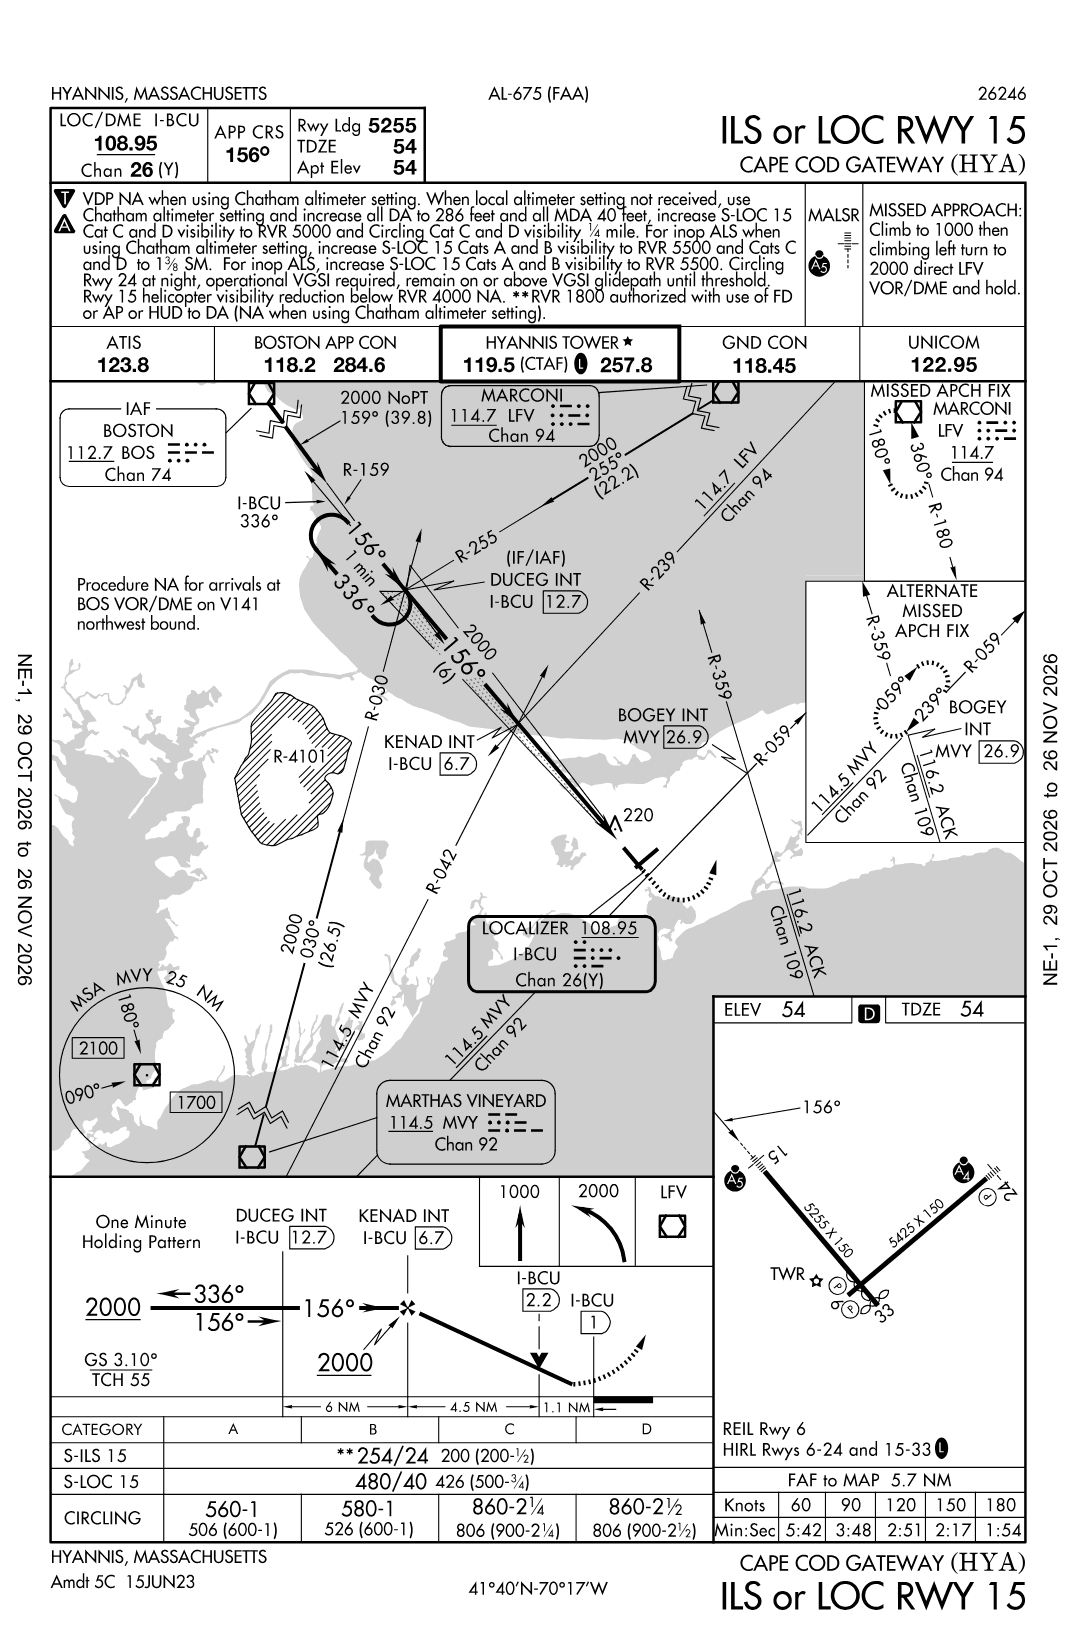 HYANNIS, MASSACHUSETTS
AL-675 (FAA)
26246
LOC/DME I-BCU
108.95
Chan 26 (Y)
APP CRS
156°
Rwy Ldg 5255
TDZE 54
Apt Elev 54
ILS or LOC RWY 15
CAPE COD GATEWAY (HYA)
T
A
VDP NA when using Chatham altimeter setting. When local altimeter setting not received, use
Chatham altimeter setting and increase all DA to 286 feet and all MDA 40 feet, increase S-LOC 15
Cat C and D visibility to RVR 5000 and Circling Cat C and D visibility ¼ mile. For inop ALS when
using Chatham altimeter setting, increase S-LOC 15 Cats A and B visibility to RVR 5500 and Cats C
and D to 1⅜ SM. For inop ALS, increase S-LOC 15 Cats A and B visibility to RVR 5500. Circling
Rwy 24 at night, operational VGSI required, remain on or above VGSI glidepath until threshold.
Rwy 15 helicopter visibility reduction below RVR 4000 NA. **RVR 1800 authorized with use of FD
or AP or HUD to DA (NA when using Chatham altimeter setting).
MALSR
A5
MISSED APPROACH:
Climb to 1000 then
climbing left turn to
2000 direct LFV
VOR/DME and hold.
ATIS
123.8
BOSTON APP CON
118.2 284.6
HYANNIS TOWER ★
119.5 (CTAF) L 257.8
GND CON
118.45
UNICOM
122.95
IAF
BOSTON
112.7 BOS
Chan 74
2000 NoPT
159° (39.8)
MARCONI
114.7 LFV
Chan 94
R-159
I-BCU
336°
2000
255°
(22.2)
114.7 LFV
Chan 94
MISSED APCH FIX
MARCONI
LFV
114.7
Chan 94
180°
360°
R-180
156°
1 min
336°
R-255
(IF/IAF)
DUCEG INT
I-BCU 12.7
R-239
Procedure NA for arrivals at
BOS VOR/DME on V141
northwest bound.
2000
156°
(6)
ALTERNATE
MISSED
APCH FIX
R-359
R-059
059°
239°
BOGEY
INT
MVY 26.9
114.5 MVY
Chan 92
116.2 ACK
Chan 109
R-359
R-030
R-4101
KENAD INT
I-BCU 6.7
BOGEY INT
MVY 26.9
R-059
220
R-042
2000
030°
(26.5)
LOCALIZER 108.95
I-BCU
Chan 26(Y)
116.2 ACK
Chan 109
MSA MVY 25 NM
180°
2100
090°
1700
114.5 MVY
Chan 92
114.5 MVY
Chan 92
MARTHAS VINEYARD
114.5 MVY
Chan 92
ELEV 54
D
TDZE 54
156°
15
A5
A4
P
24
5255 X 150
5425 X 150
TWR
P
6
P
33
REIL Rwy 6
HIRL Rwys 6-24 and 15-33 L
One Minute
Holding Pattern
DUCEG INT
I-BCU 12.7
KENAD INT
I-BCU 6.7
1000
2000
LFV
I-BCU
2.2
I-BCU
1
2000
336°
156°
156°
2000
GS 3.10°
TCH 55
6 NM
4.5 NM
1.1 NM
CATEGORY A B C D
S-ILS 15 **254/24 200 (200-½)
S-LOC 15 480/40 426 (500-¾)
CIRCLING
560-1
506 (600-1)
580-1
526 (600-1)
860-2¼
806 (900-2¼)
860-2½
806 (900-2½)
FAF to MAP 5.7 NM
Knots 60 90 120 150 180
Min:Sec 5:42 3:48 2:51 2:17 1:54
HYANNIS, MASSACHUSETTS
Amdt 5C 15JUN23
41°40'N-70°17'W
CAPE COD GATEWAY (HYA)
ILS or LOC RWY 15
NE-1, 29 OCT 2026 to 26 NOV 2026
NE-1, 29 OCT 2026 to 26 NOV 2026